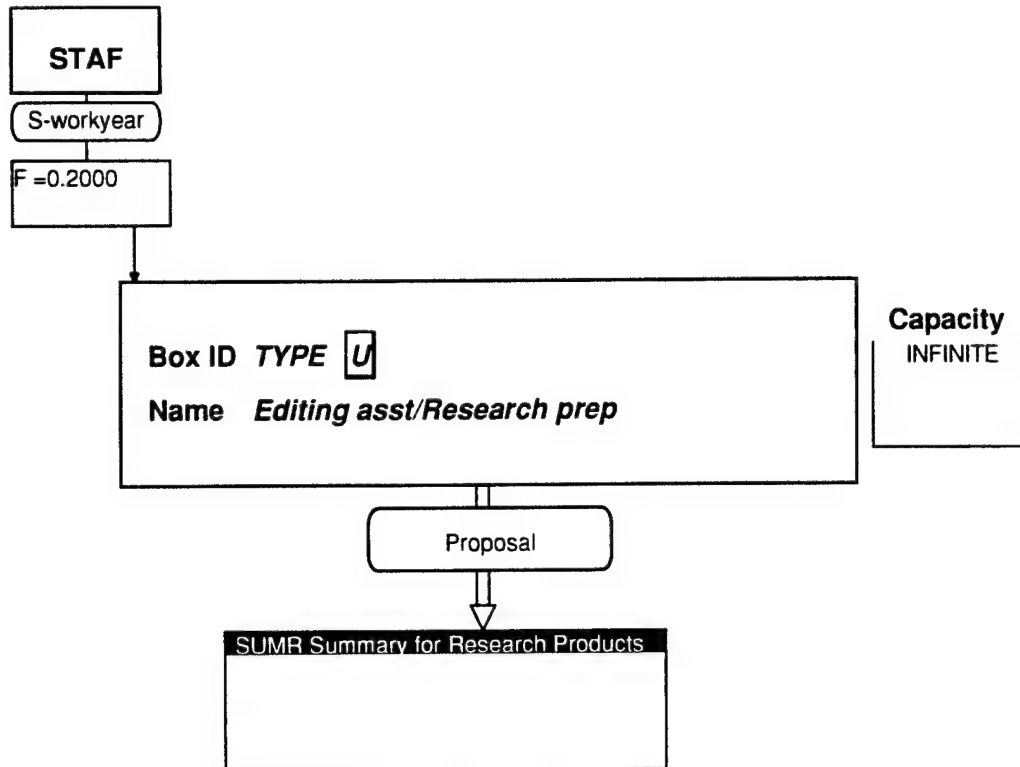 STAF
S-workyear
F =0.2000
Box ID TYPE U
Name Editing asst/Research prep
Capacity
INFINITE
Proposal
SUMR Summary for Research Products